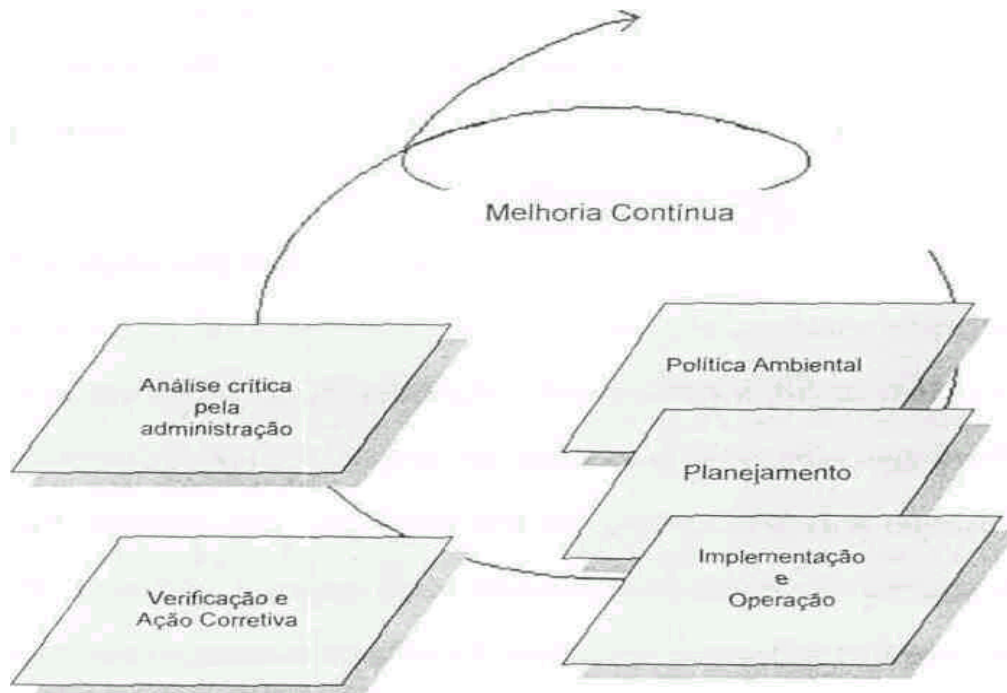 Melhoria Contínua
Política Ambiental
Análise crítica
pela
administração
Planejamento
Implementação
e
Operação
Verificação e
Ação Corretiva